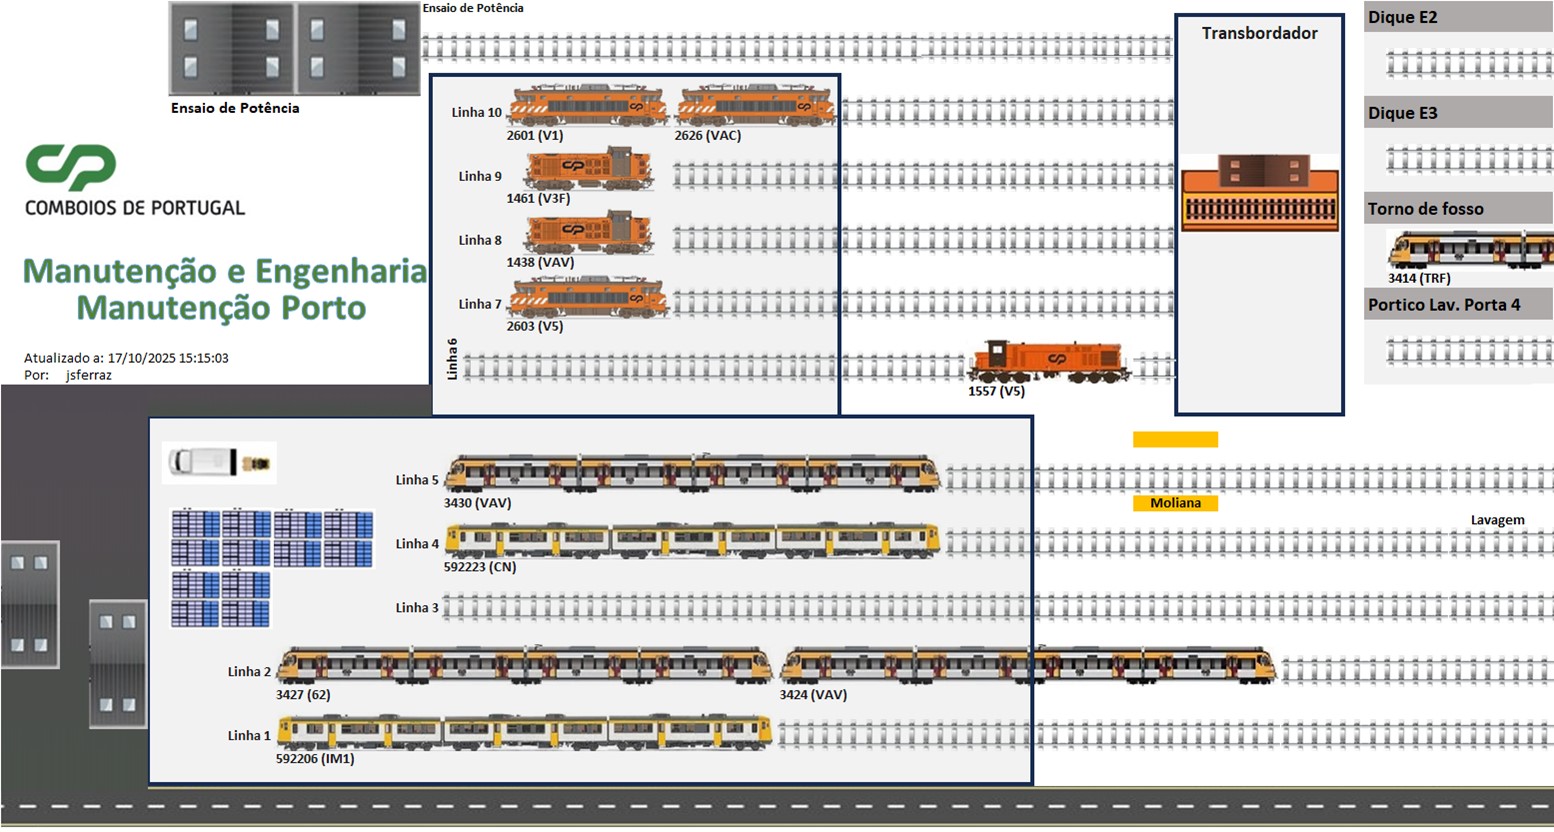 Ensaio de Potência
Ensaio de Potência
CP
COMBOIOS DE PORTUGAL
Manutenção e Engenharia
Manutenção Porto
Atualizado a: 17/10/2025 15:15:03
Por: jsferraz
Linha 10
2601 (V1)
2626 (VAC)
Linha 9
1461 (V3F)
Linha 8
1438 (VAV)
Linha 7
2603 (V5)
Linha 6
1557 (V5)
Transbordador
Dique E2
Dique E3
Torno de fosso
3414 (TRF)
Portico Lav. Porta 4
Linha 5
3430 (VAV)
Moliana
Lavagem
Linha 4
592223 (CN)
Linha 3
Linha 2
3427 (62)
3424 (VAV)
Linha 1
592206 (IM1)